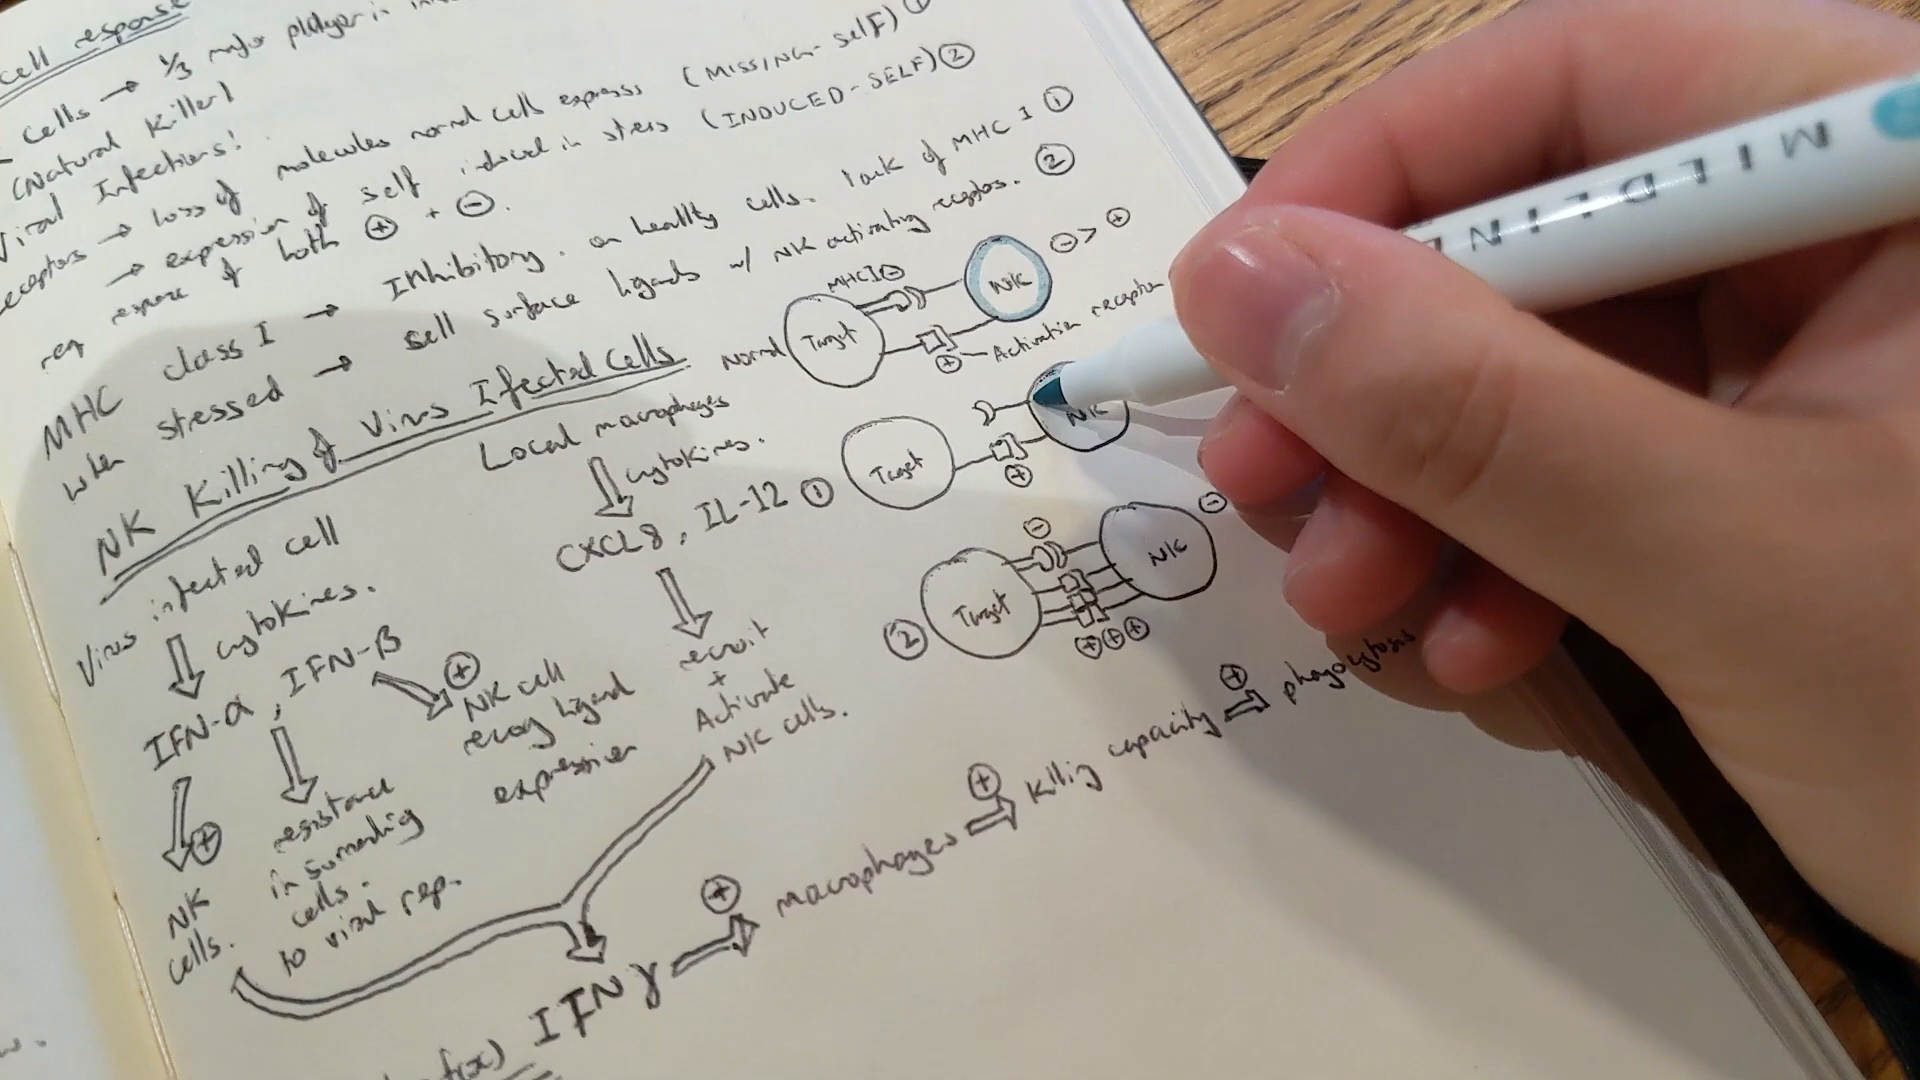 cell response
cells → 1/3 major player in
(Natural Killer)
Viral Infections!
receptors → loss of molecules normal cells express (MISSING-SELF) ①
→ expression of self induced in stress (INDUCED-SELF) ②
express of both ⊕ + ⊖.
MHC class I → INhibitory. on healthy cells. lack of MHC I ①
when stressed → cell surface ligands w/ NK activating receptors. ②
NK Killing of Virus Infected Cells
Virus infected cell
cytokines.
IFN-α, IFN-β
⊕
NK cells.
resistance
in surrounding
cells.
to viral rep.
⊕
NK cell
recog ligand
expression
Local macrophages
cytokines.
CXCL8, IL-12
recruit
+
Activate
NK cells.
IFN γ
⊕
macrophages
⊕
killing capacity
⊕
phagocytosis
Normal
Target
MHC I ⊖
NK
⊖ > ⊕
⊕ — Activation receptor
①
Target
NK
⊕
②
Target
⊖
NK
⊖
⊕⊕⊕
MILDLINE